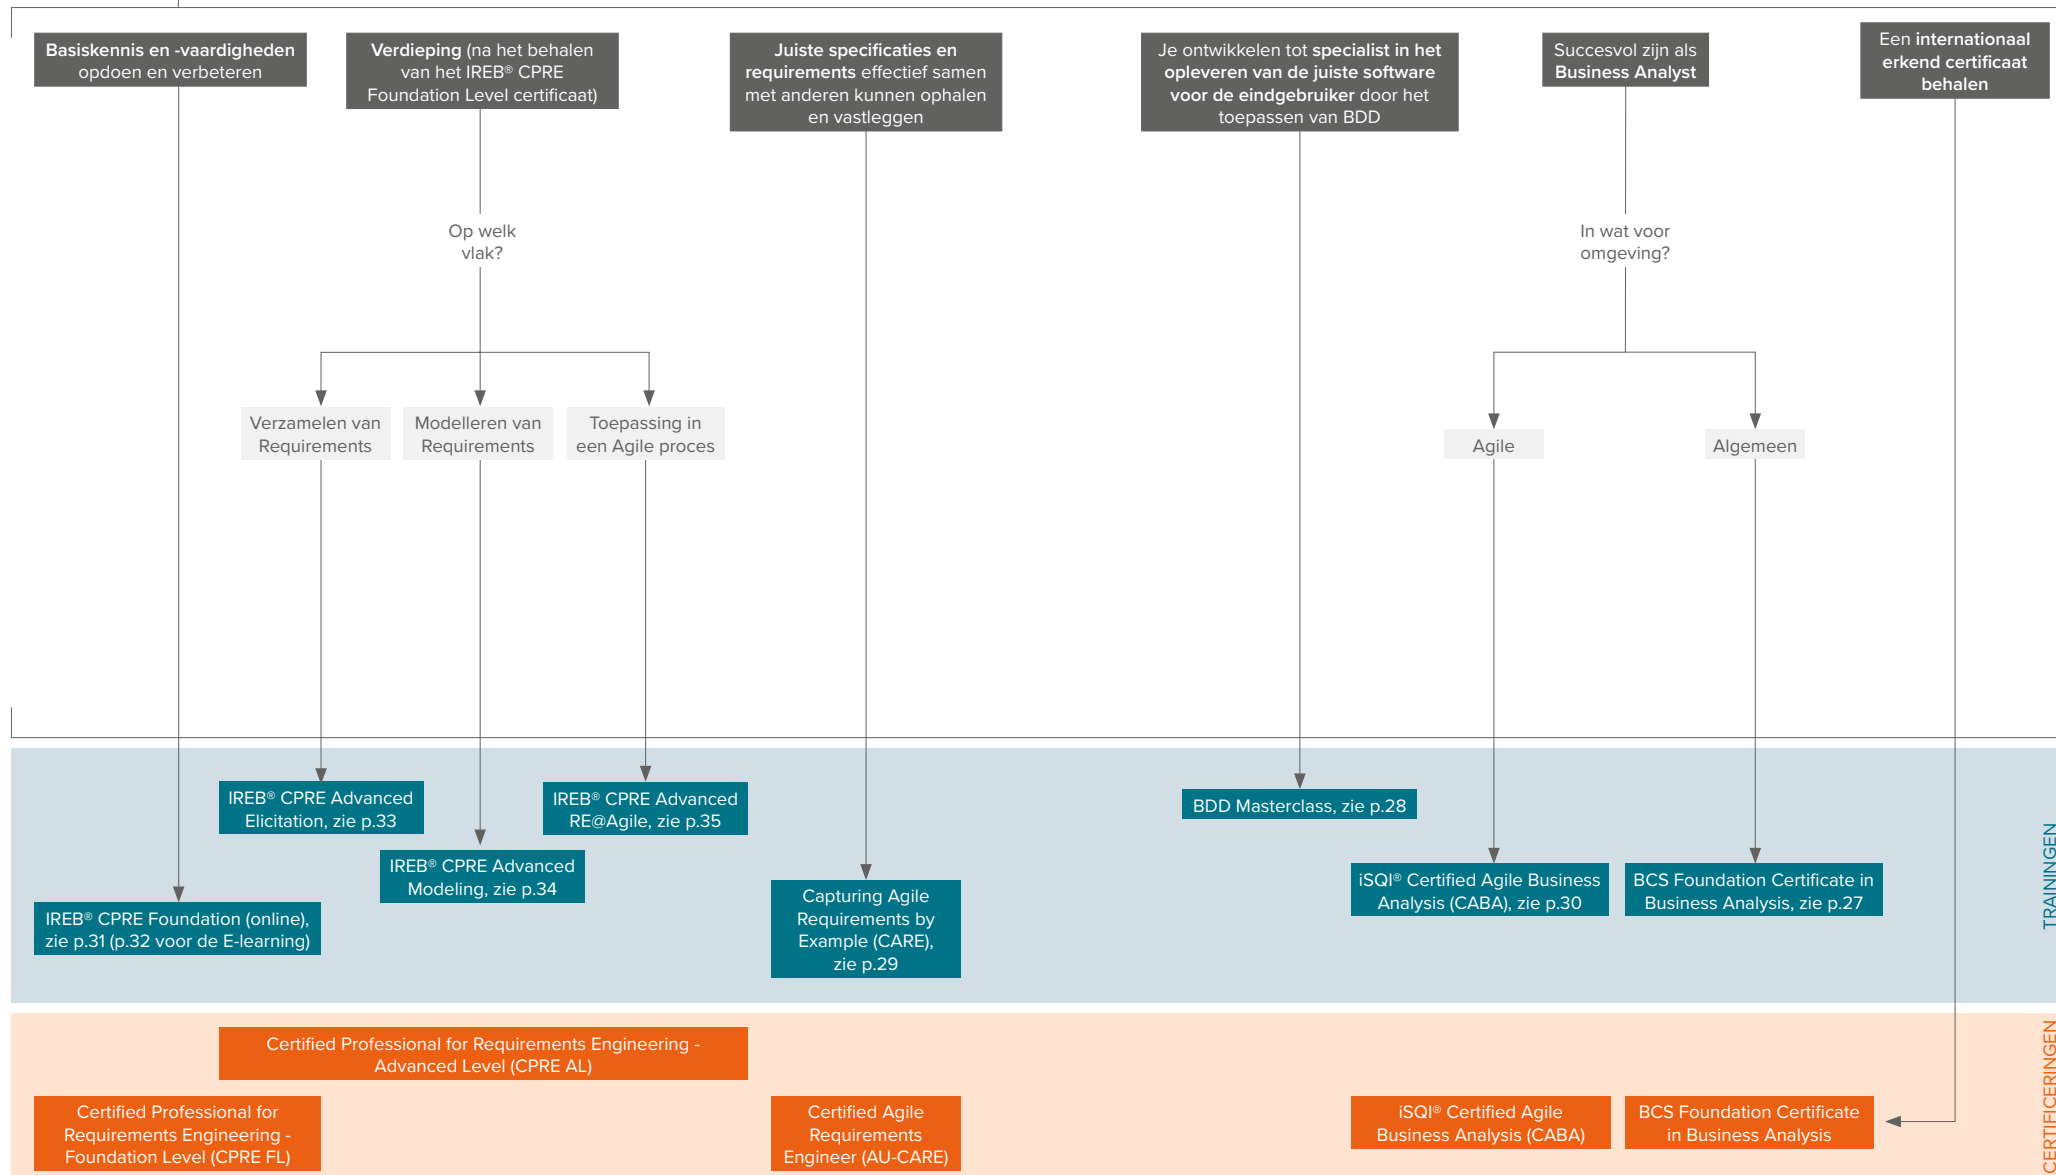 Basiskennis en -vaardigheden
opdoen en verbeteren
Verdieping (na het behalen
van het IREB® CPRE
Foundation Level certificaat)
Juiste specificaties en
requirements effectief samen
met anderen kunnen ophalen
en vastleggen
Je ontwikkelen tot specialist in het
opleveren van de juiste software
voor de eindgebruiker door het
toepassen van BDD
Succesvol zijn als
Business Analyst
Een internationaal
erkend certificaat
behalen
Op welk
vlak?
In wat voor
omgeving?
Verzamelen van
Requirements
Modelleren van
Requirements
Toepassing in
een Agile proces
Agile
Algemeen
IREB® CPRE Advanced
Elicitation, zie p.33
IREB® CPRE Advanced
RE@Agile, zie p.35
BDD Masterclass, zie p.28
IREB® CPRE Advanced
Modeling, zie p.34
IREB® CPRE Foundation (online),
zie p.31 (p.32 voor de E-learning)
Capturing Agile
Requirements by
Example (CARE),
zie p.29
iSQI® Certified Agile Business
Analysis (CABA), zie p.30
BCS Foundation Certificate in
Business Analysis, zie p.27
TRAININGEN
Certified Professional for Requirements Engineering -
Advanced Level (CPRE AL)
Certified Professional for
Requirements Engineering -
Foundation Level (CPRE FL)
Certified Agile
Requirements
Engineer (AU-CARE)
iSQI® Certified Agile
Business Analysis (CABA)
BCS Foundation Certificate
in Business Analysis
CERTIFICERINGEN